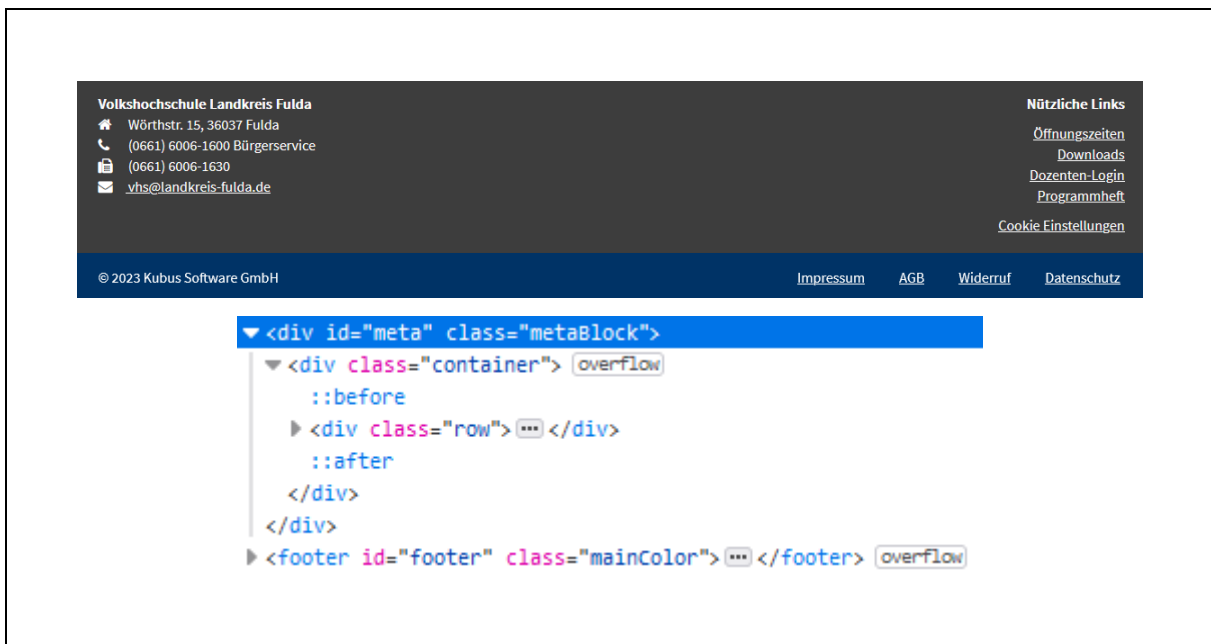 Volkshochschule Landkreis Fulda
Wörthstr. 15, 36037 Fulda
(0661) 6006-1600 Bürgerservice
(0661) 6006-1630
vhs@landkreis-fulda.de
Nützliche Links
Öffnungszeiten
Downloads
Dozenten-Login
Programmheft
Cookie Einstellungen
© 2023 Kubus Software GmbH Impressum AGB Widerruf Datenschutz
<div id="meta" class="metaBlock">
<div class="container"> overflow
::before
<div class="row"> ··· </div>
::after
</div>
</div>
<footer id="footer" class="mainColor"> ··· </footer> overflow